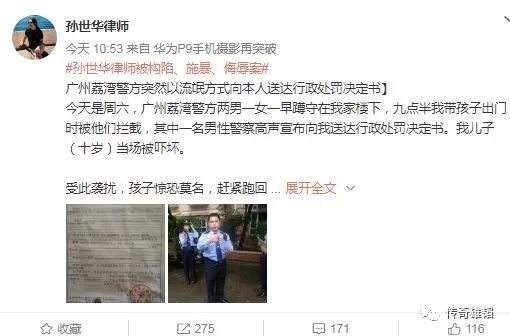 孙世华律师
今天 10:53 来自 华为P9手机摄影再突破
#孙世华律师被构陷、施暴、侮辱案#
广州荔湾警方突然以流氓方式向本人送达行政处罚决定书】
今天是周六，广州荔湾警方两男一女一早蹲守在我家楼下，九点半我带孩子出门
时被他们拦截，其中一名男性警察高声宣布向我送达行政处罚决定书。我儿子
（十岁）当场被吓坏。
受此袭扰，孩子惊恐莫名，赶紧跑回 ... 展开全文
传奇雄韬
收藏 275 171 116